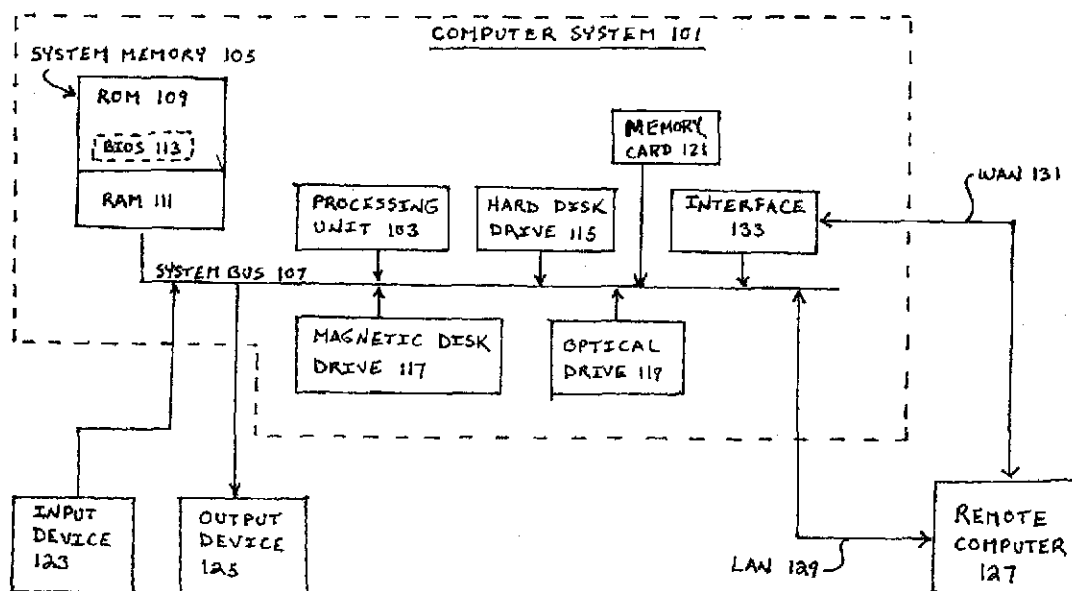 COMPUTER SYSTEM 101
SYSTEM MEMORY 105
ROM 109
BIOS 113
RAM 111
MEMORY
CARD 121
WAN 131
PROCESSING
UNIT 103
HARD DISK
DRIVE 115
INTERFACE
133
SYSTEM BUS 107
MAGNETIC DISK
DRIVE 117
OPTICAL
DRIVE 119
INPUT
DEVICE
123
OUTPUT
DEVICE
125
LAN 129
REMOTE
COMPUTER
127